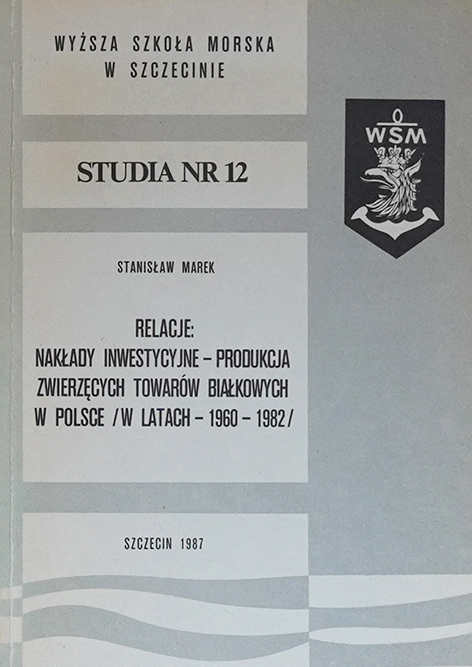 WYŻSZA SZKOŁA MORSKA
W SZCZECINIE
WSM
STUDIA NR 12
STANISŁAW MAREK
RELACJE:
NAKŁADY INWESTYCYJNE – PRODUKCJA
ZWIERZĘCYCH TOWARÓW BIAŁKOWYCH
W POLSCE /W LATACH – 1960 – 1982/
SZCZECIN 1987